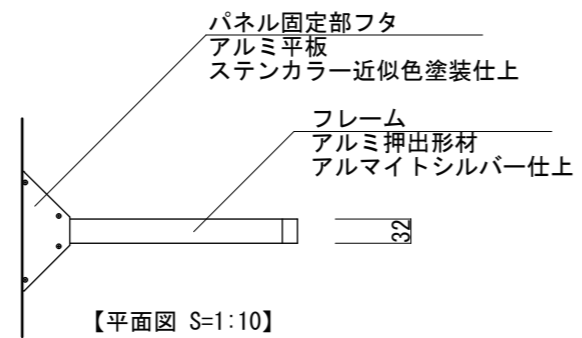 パネル固定部フタ
アルミ平板
ステンカラー近似色塗装仕上
フレーム
アルミ押出形材
アルマイトシルバー仕上
32
【平面図 S=1:10】